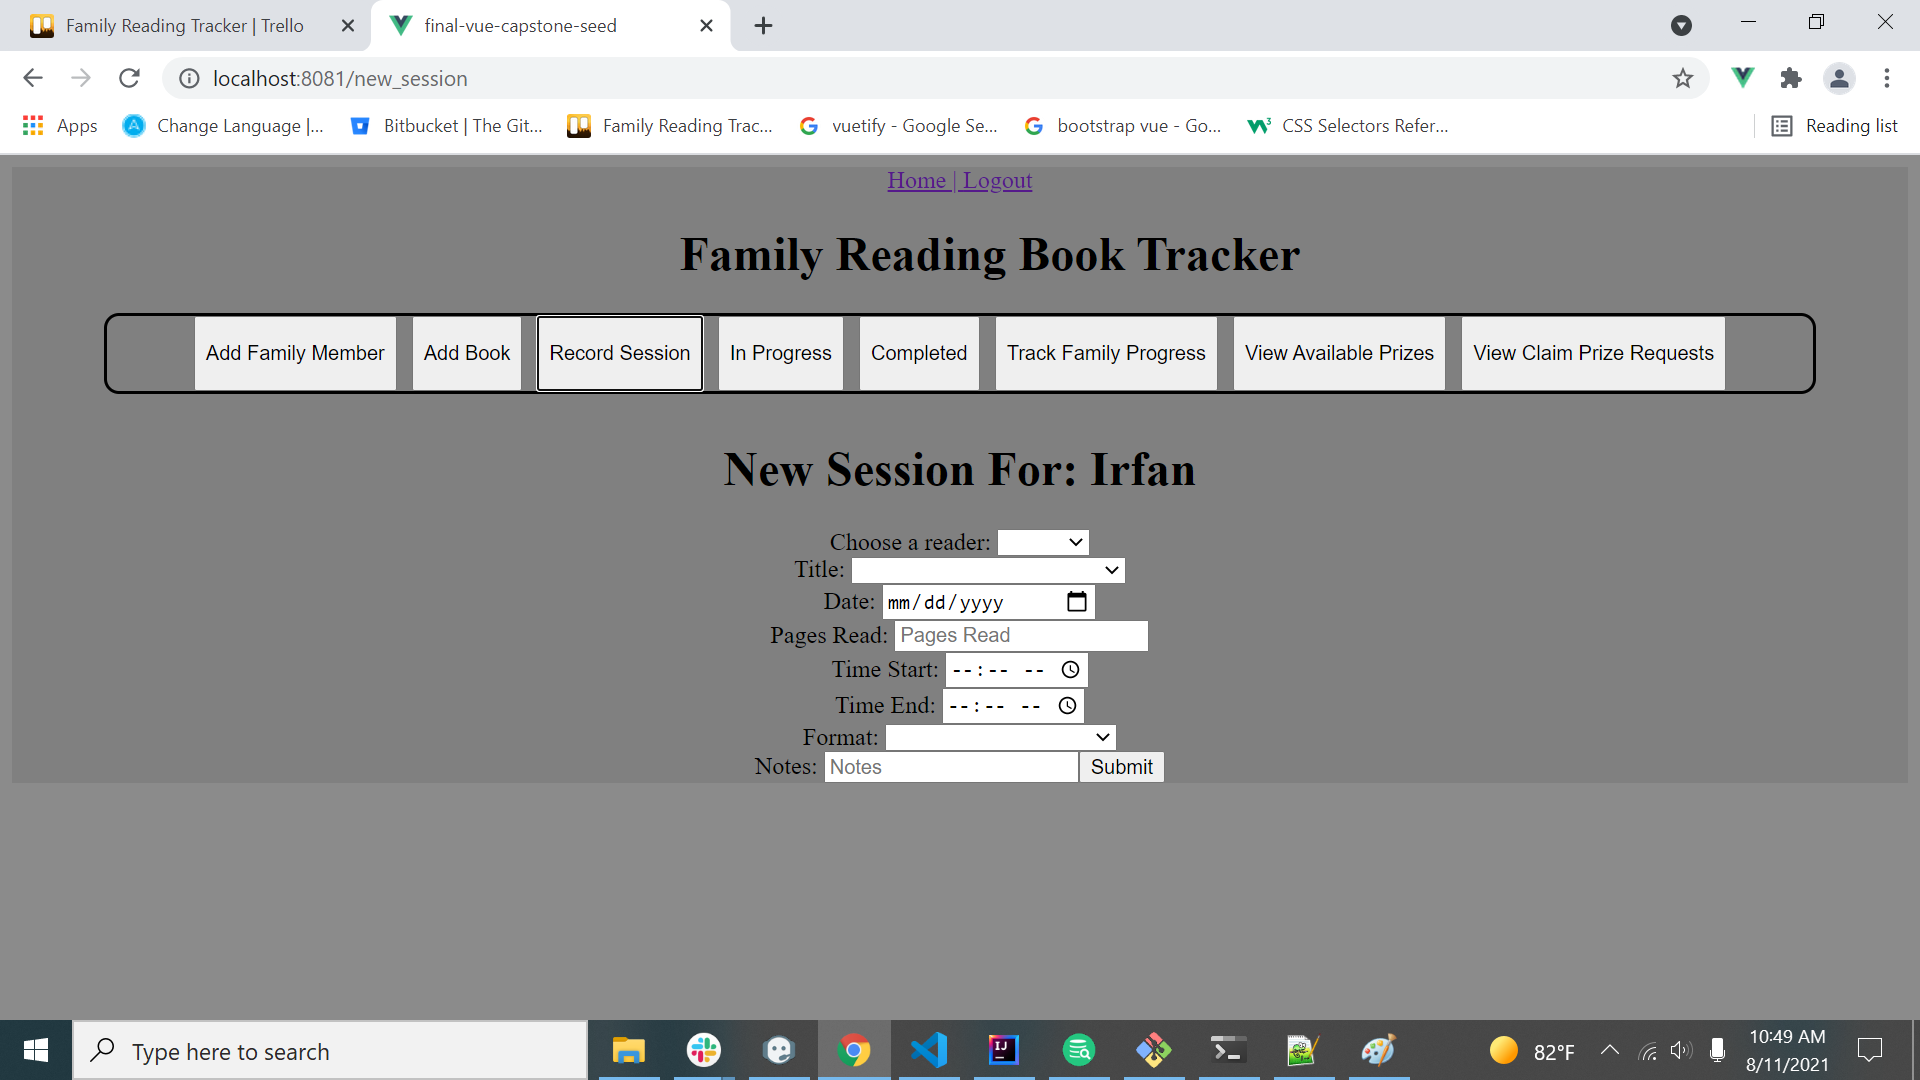 Family Reading Tracker | Trello
final-vue-capstone-seed
localhost:8081/new_session
Apps
Change Language |...
Bitbucket | The Git...
Family Reading Trac...
vuetify - Google Se...
bootstrap vue - Go...
CSS Selectors Refer...
Reading list
Home | Logout
Family Reading Book Tracker
Add Family Member
Add Book
Record Session
In Progress
Completed
Track Family Progress
View Available Prizes
View Claim Prize Requests
New Session For: Irfan
Choose a reader:
Title:
Date: mm/dd/yyyy
Pages Read: Pages Read
Time Start: --:-- --
Time End: --:-- --
Format:
Notes: Notes Submit
Type here to search
82°F
10:49 AM
8/11/2021